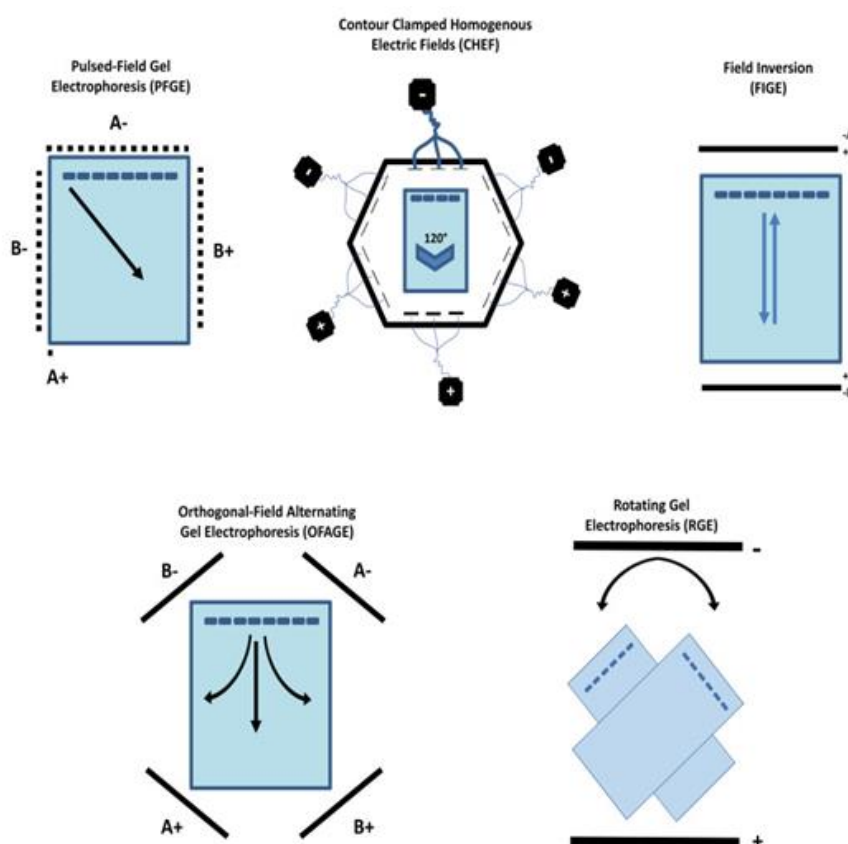 Contour Clamped Homogenous
Electric Fields (CHEF)
Pulsed-Field Gel
Electrophoresis (PFGE)
Field Inversion
(FIGE)
A-
B-
B+
A+
-
-
-
120°
+
+
+
+
+
Orthogonal-Field Alternating
Gel Electrophoresis (OFAGE)
B-
A-
A+
B+
Rotating Gel
Electrophoresis (RGE)
-
+